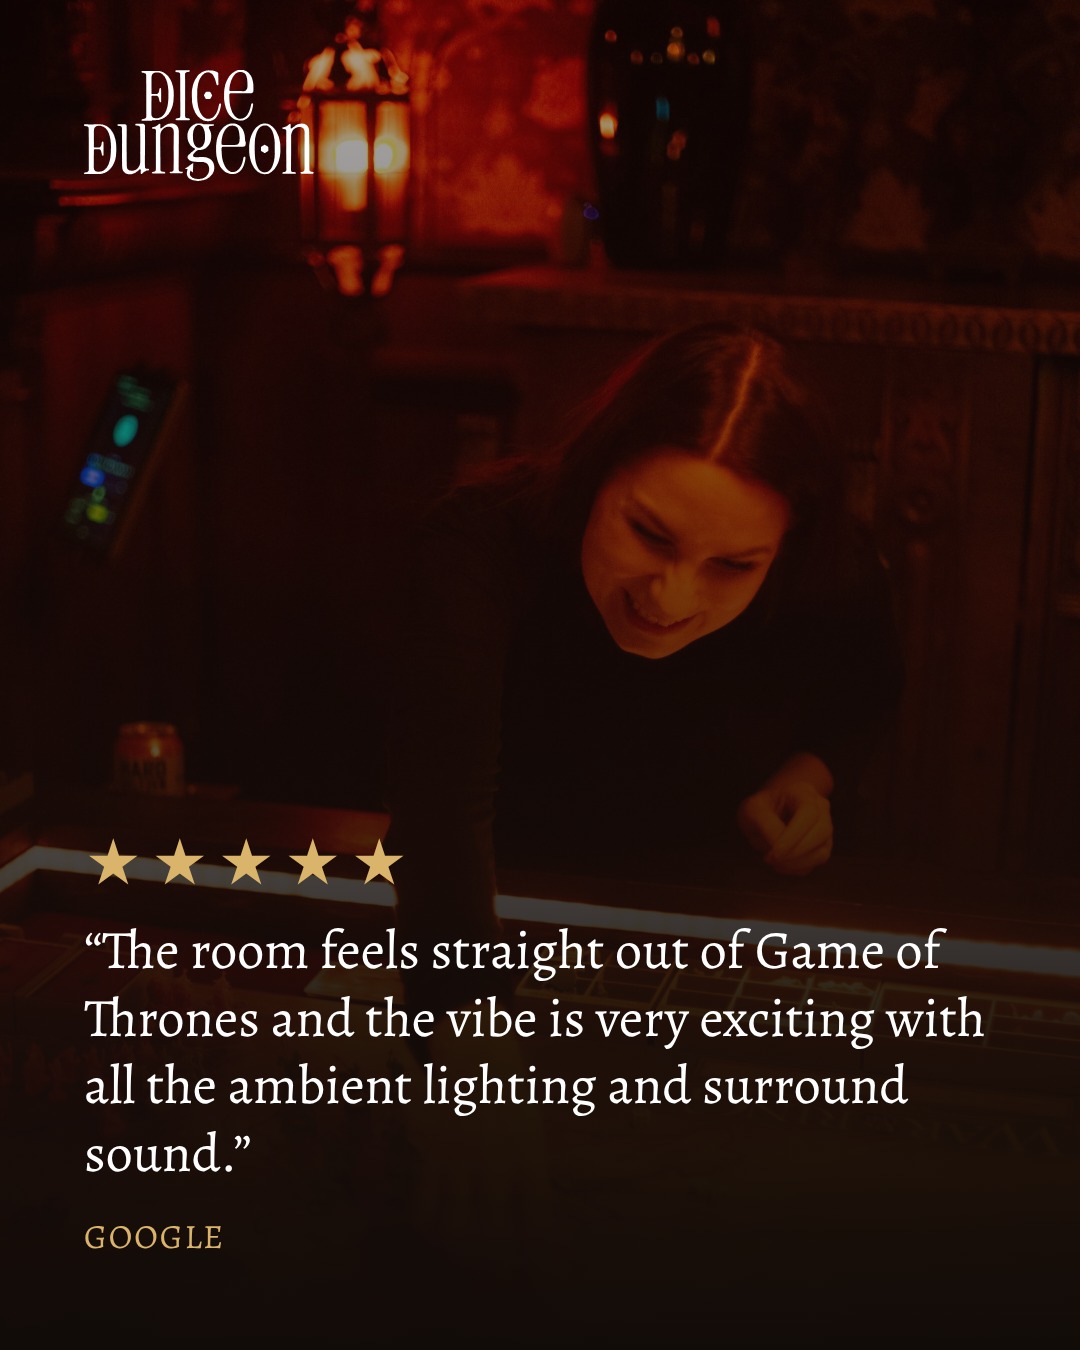 Dice
Dungeon
“The room feels straight out of Game of
Thrones and the vibe is very exciting with
all the ambient lighting and surround
sound.”
GOOGLE